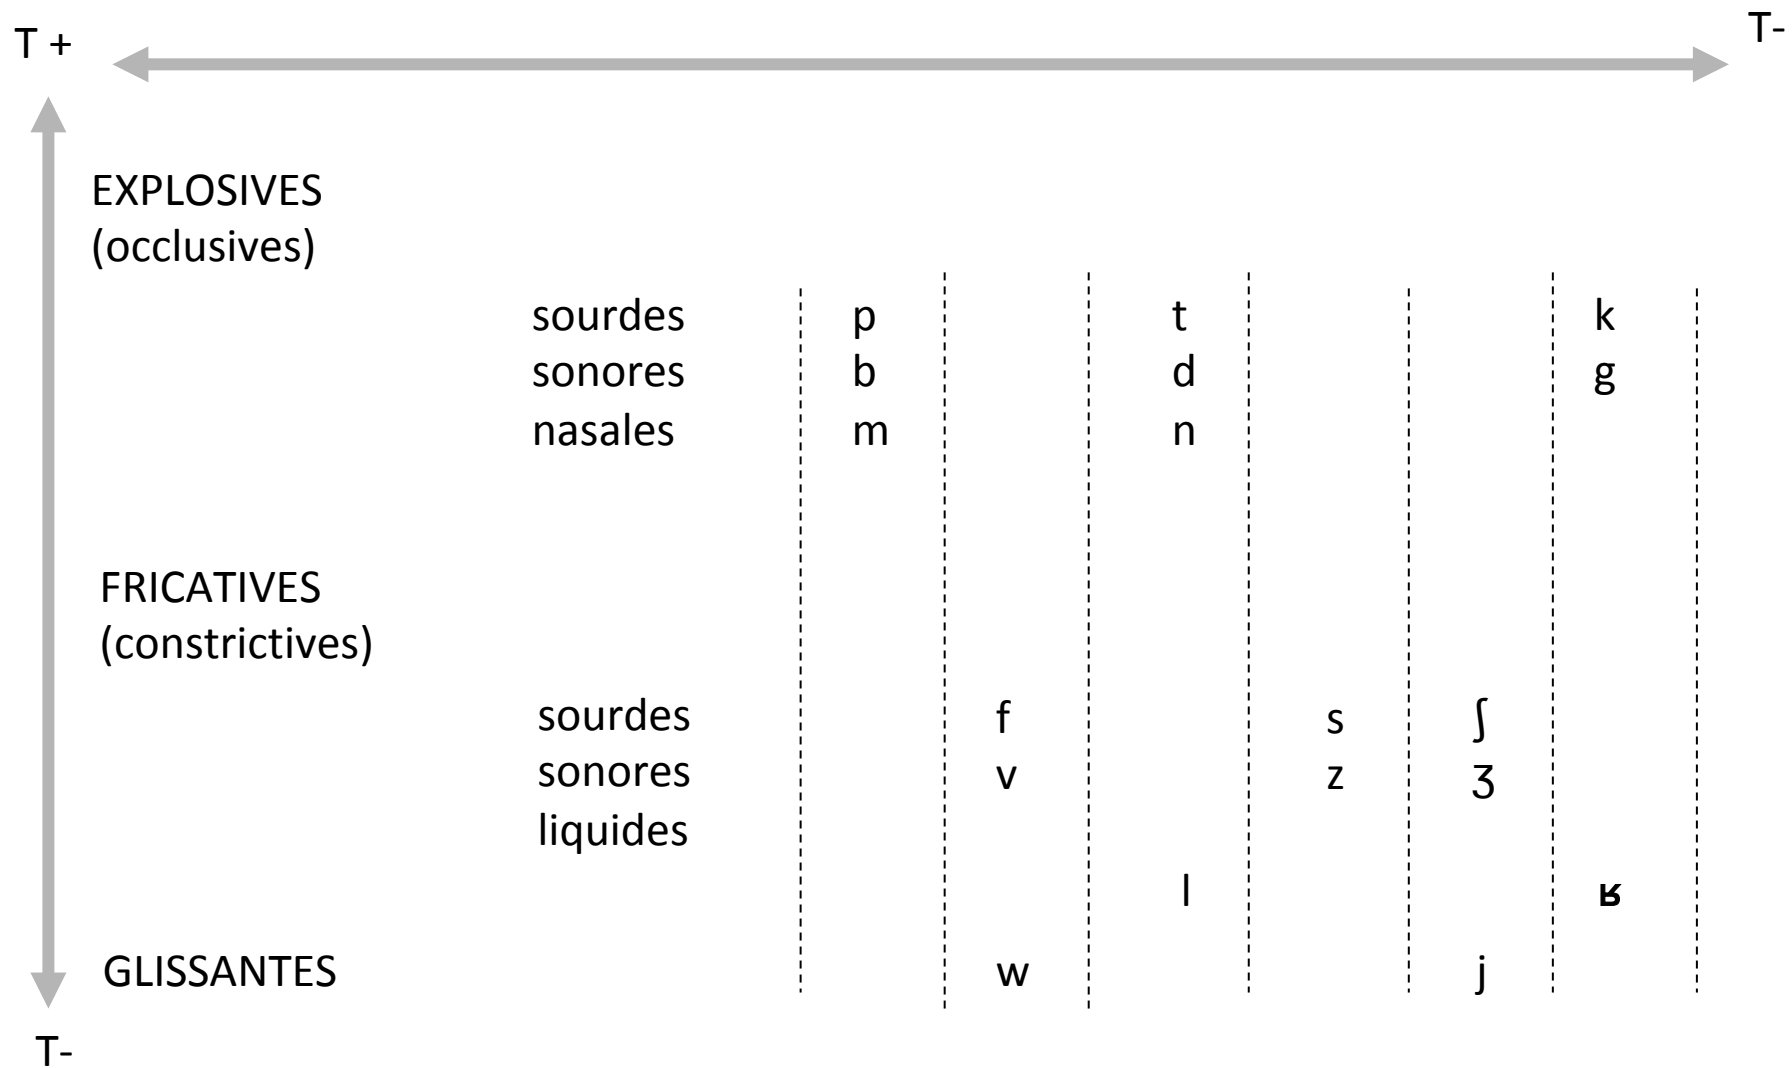 T + T-
EXPLOSIVES
(occlusives)
sourdes p t k
sonores b d g
nasales m n
FRICATIVES
(constrictives)
sourdes f s ʃ
sonores v z ʒ
liquides
l ʁ
GLISSANTES w j
T-